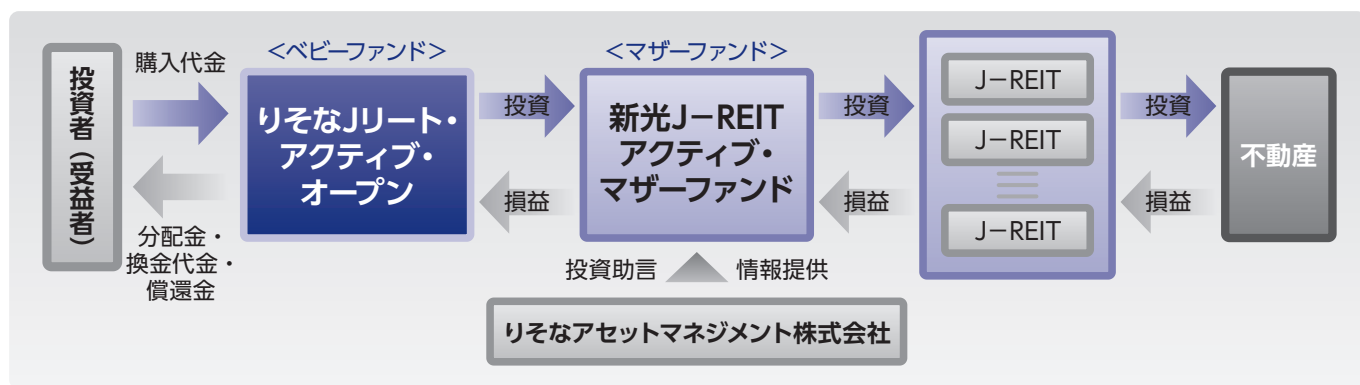 投資者（受益者）
購入代金
分配金・
換金代金・
償還金
＜ベビーファンド＞
りそなJリート・
アクティブ・
オープン
投資
損益
＜マザーファンド＞
新光J－REIT
アクティブ・
マザーファンド
投資
損益
J－REIT
J－REIT
J－REIT
投資
損益
不動産
投資助言
情報提供
りそなアセットマネジメント株式会社